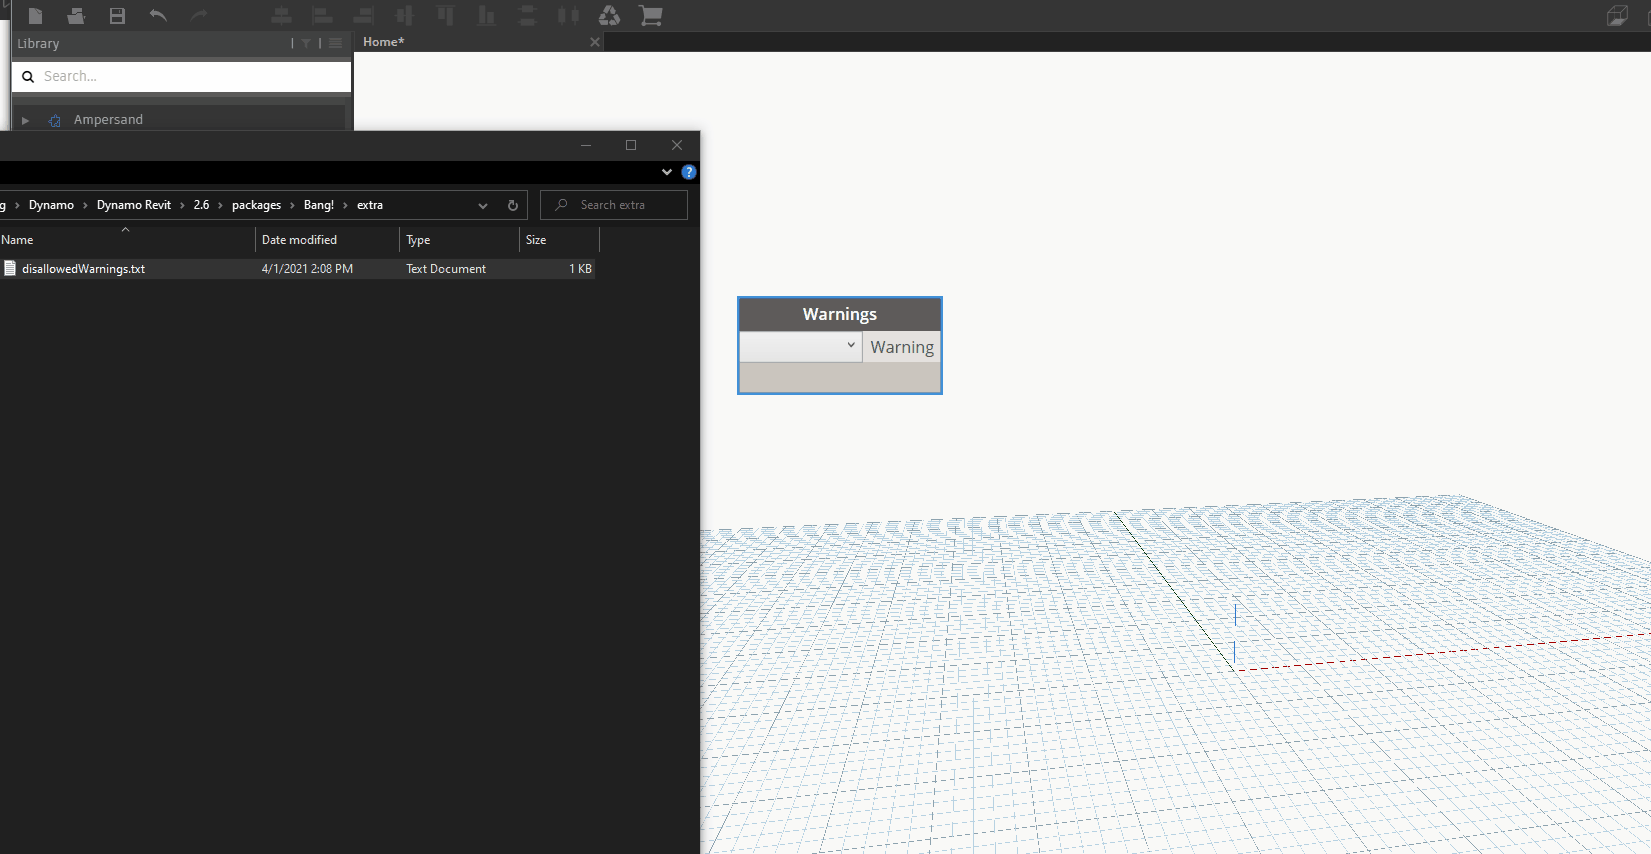 Library
Home*
Search...
Ampersand
g > Dynamo > Dynamo Revit > 2.6 > packages > Bang! > extra
Search extra
Name Date modified Type Size
disallowedWarnings.txt 4/1/2021 2:08 PM Text Document 1 KB
Warnings
Warning